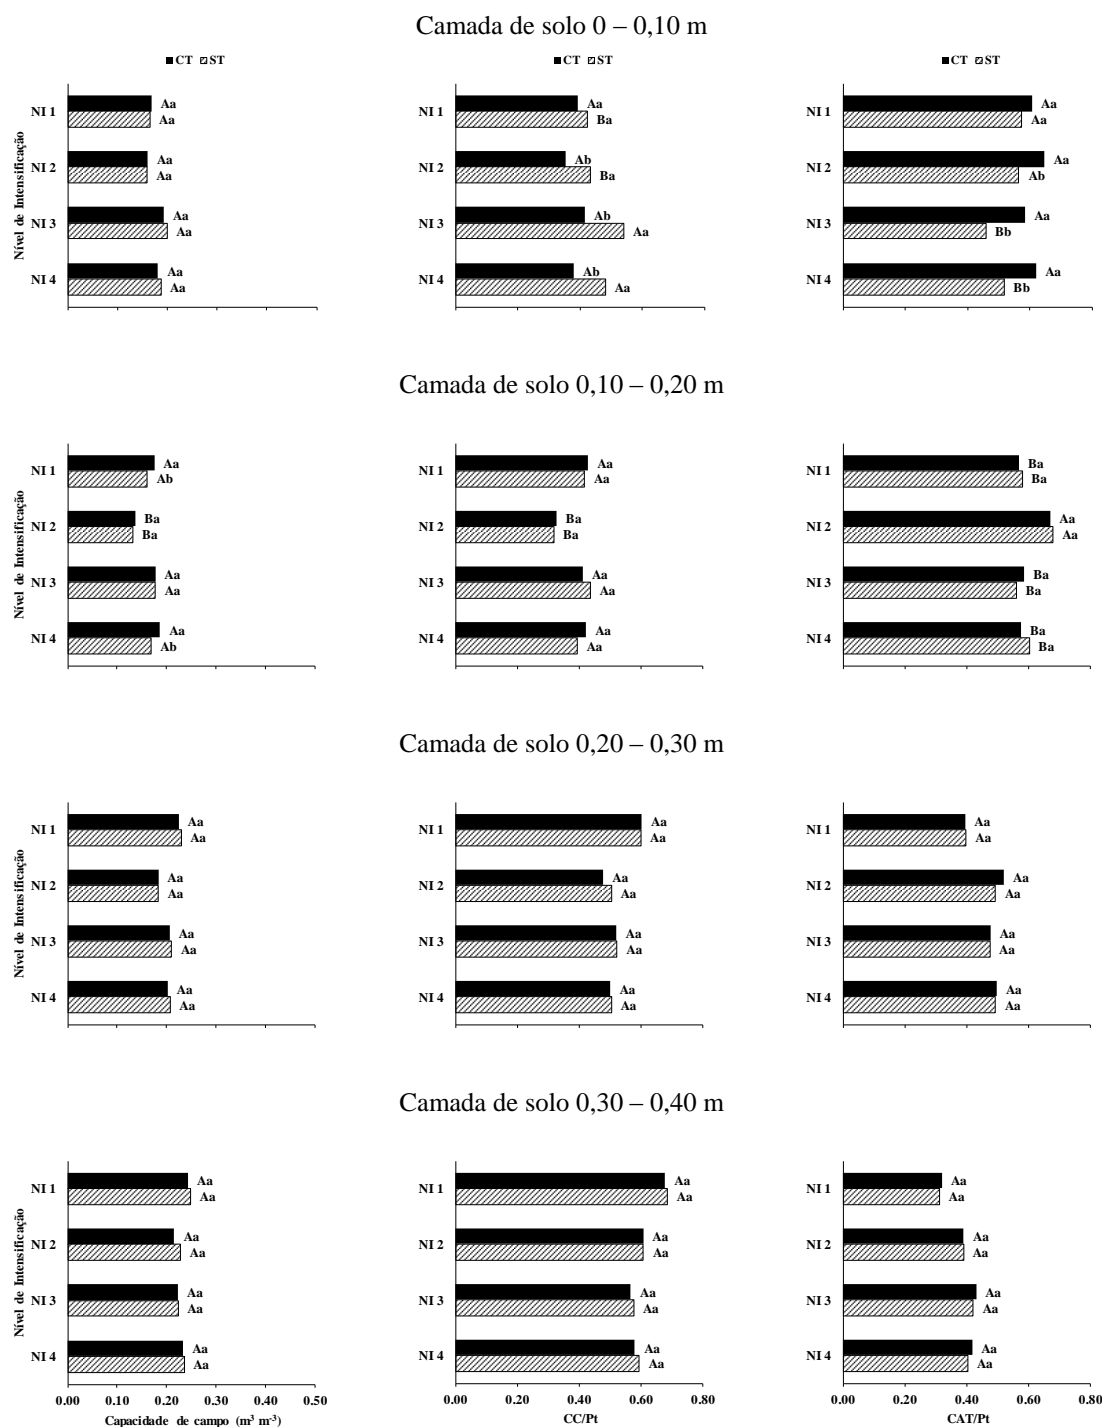 Camada de solo 0 – 0,10 m
CT ST
CT ST
CT ST
Nível de Intensificação
NI 1 Aa Aa
NI 2 Aa Aa
NI 3 Aa Aa
NI 4 Aa Aa
NI 1 Aa Ba
NI 2 Ab Ba
NI 3 Ab Aa
NI 4 Ab Aa
NI 1 Aa Aa
NI 2 Aa Ab
NI 3 Aa Bb
NI 4 Aa Bb
Camada de solo 0,10 – 0,20 m
Nível de Intensificação
NI 1 Aa Ab
NI 2 Ba Ba
NI 3 Aa Aa
NI 4 Aa Ab
NI 1 Aa Aa
NI 2 Ba Ba
NI 3 Aa Aa
NI 4 Aa Aa
NI 1 Ba Ba
NI 2 Aa Aa
NI 3 Ba Ba
NI 4 Ba Ba
Camada de solo 0,20 – 0,30 m
Nível de Intensificação
NI 1 Aa Aa
NI 2 Aa Aa
NI 3 Aa Aa
NI 4 Aa Aa
NI 1 Aa Aa
NI 2 Aa Aa
NI 3 Aa Aa
NI 4 Aa Aa
NI 1 Aa Aa
NI 2 Aa Aa
NI 3 Aa Aa
NI 4 Aa Aa
Camada de solo 0,30 – 0,40 m
Nível de Intensificação
NI 1 Aa Aa
NI 2 Aa Aa
NI 3 Aa Aa
NI 4 Aa Aa
0.00 0.10 0.20 0.30 0.40 0.50
Capacidade de campo (m³ m⁻³)
NI 1 Aa Aa
NI 2 Aa Aa
NI 3 Aa Aa
NI 4 Aa Aa
0.00 0.20 0.40 0.60 0.80
CC/Pt
NI 1 Aa Aa
NI 2 Aa Aa
NI 3 Aa Aa
NI 4 Aa Aa
0.00 0.20 0.40 0.60 0.80
CAT/Pt